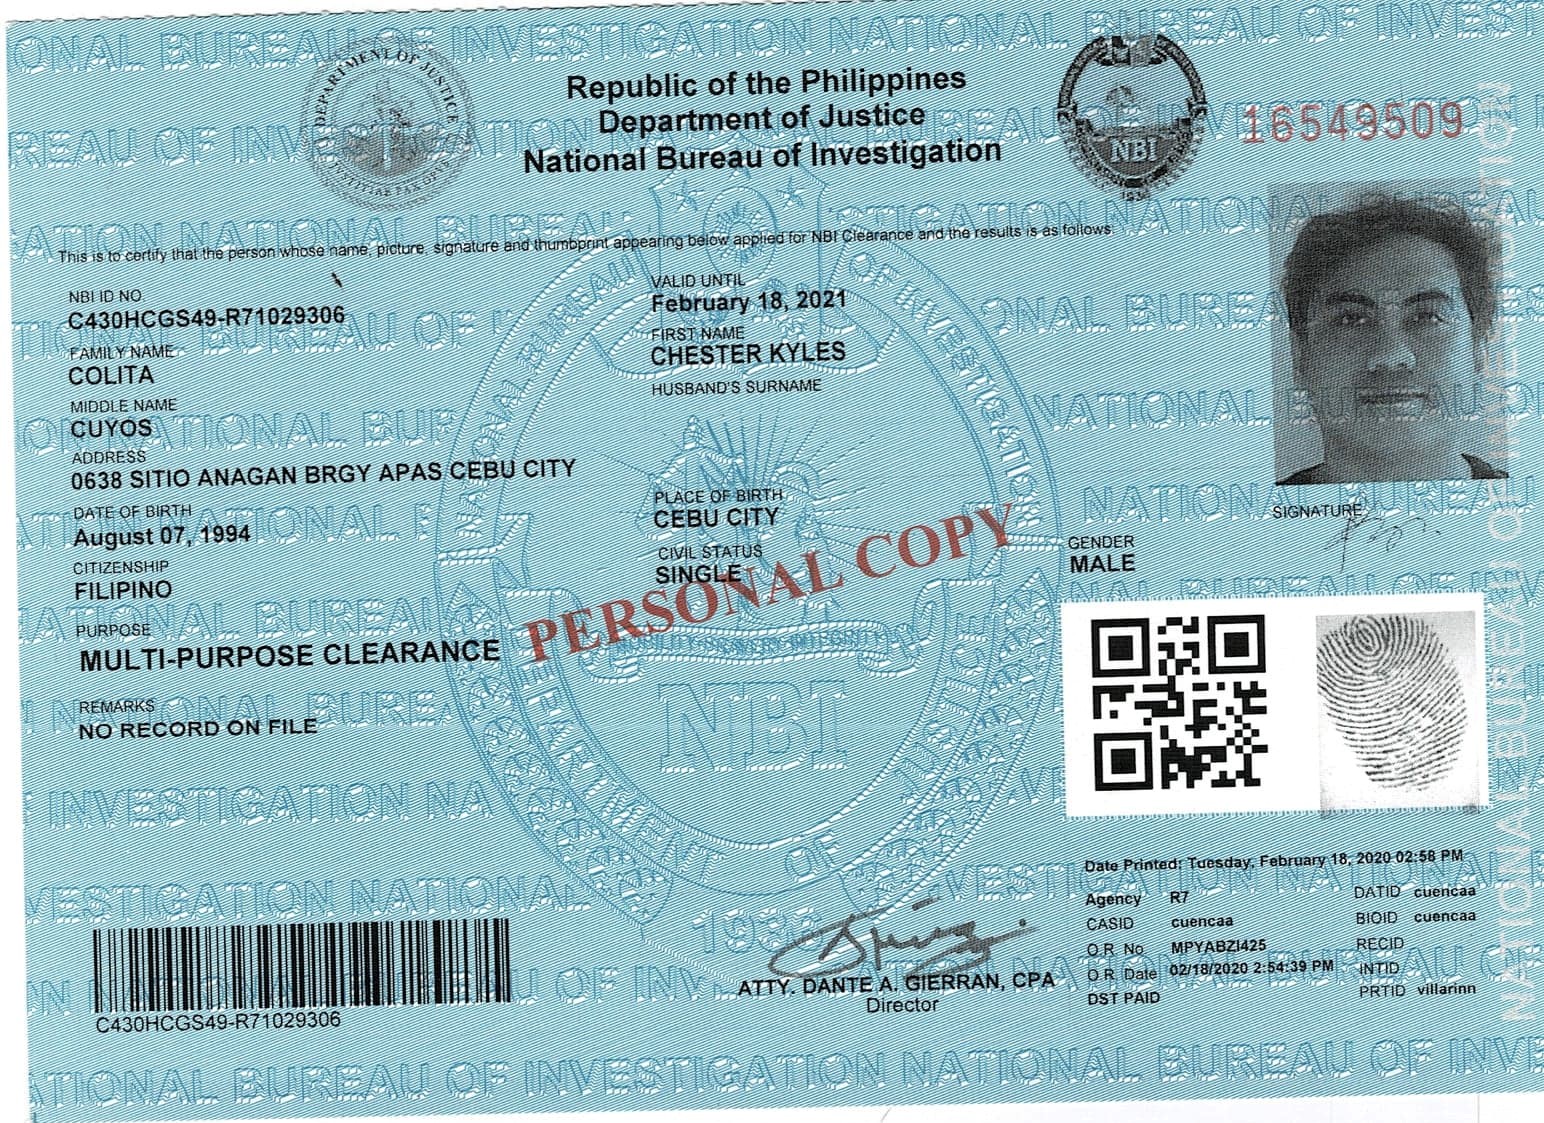 Republic of the Philippines
Department of Justice
National Bureau of Investigation
DEPARTMENT OF JUSTICE
NBI
1936
16549509
This is to certify that the person whose name, picture, signature and thumbprint appearing below applied for NBI Clearance and the results is as follows:
NBI ID NO.
C430HCGS49-R71029306
VALID UNTIL
February 18, 2021
FAMILY NAME
COLITA
FIRST NAME
CHESTER KYLES
MIDDLE NAME
CUYOS
HUSBAND'S SURNAME
ADDRESS
0638 SITIO ANAGAN BRGY APAS CEBU CITY
DATE OF BIRTH
August 07, 1994
PLACE OF BIRTH
CEBU CITY
CITIZENSHIP
FILIPINO
CIVIL STATUS
SINGLE
GENDER
MALE
SIGNATURE
PURPOSE
MULTI-PURPOSE CLEARANCE
PERSONAL COPY
REMARKS
NO RECORD ON FILE
NBI
C430HCGS49-R71029306
ATTY. DANTE A. GIERRAN, CPA
Director
Date Printed: Tuesday, February 18, 2020 02:58 PM
Agency R7 DATID cuencaa
CASID cuencaa BIOID cuencaa
O.R. No. MPYABZI425 RECID
O.R. Date 02/18/2020 2:54:39 PM INTID
DST PAID PRTID villarinn
NATIONAL BUREAU OF INVESTIGATION